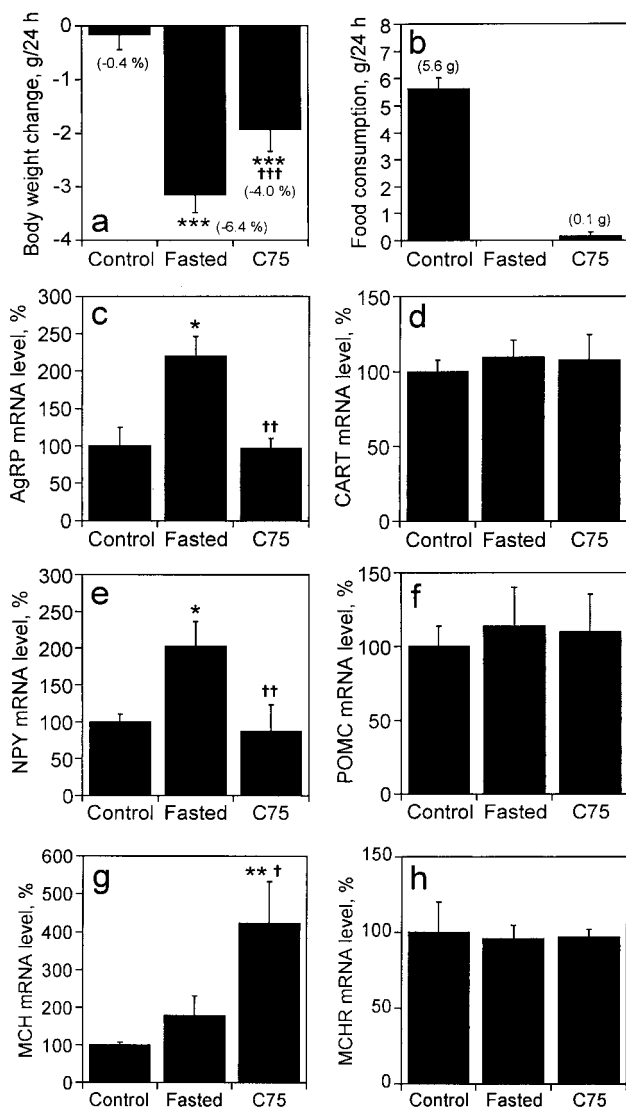 Body weight change, g/24 h
0
-1
-2
-3
-4
(-0.4 %)
***
(-6.4%)
***
†††
(-4.0 %)
a
Control Fasted C75
Food consumption, g/24 h
8
7
6
5
4
3
2
1
0
b
(5.6 g)
(0.1 g)
Control Fasted C75
AgRP mRNA level, %
300
250
200
150
100
50
0
c
*
††
Control Fasted C75
CART mRNA level, %
150
100
50
0
d
Control Fasted C75
NPY mRNA level, %
300
250
200
150
100
50
0
e
*
††
Control Fasted C75
POMC mRNA level, %
150
100
50
0
f
Control Fasted C75
MCH mRNA level, %
600
500
400
300
200
100
0
g
** †
Control Fasted C75
MCHR mRNA level, %
150
100
50
0
h
Control Fasted C75